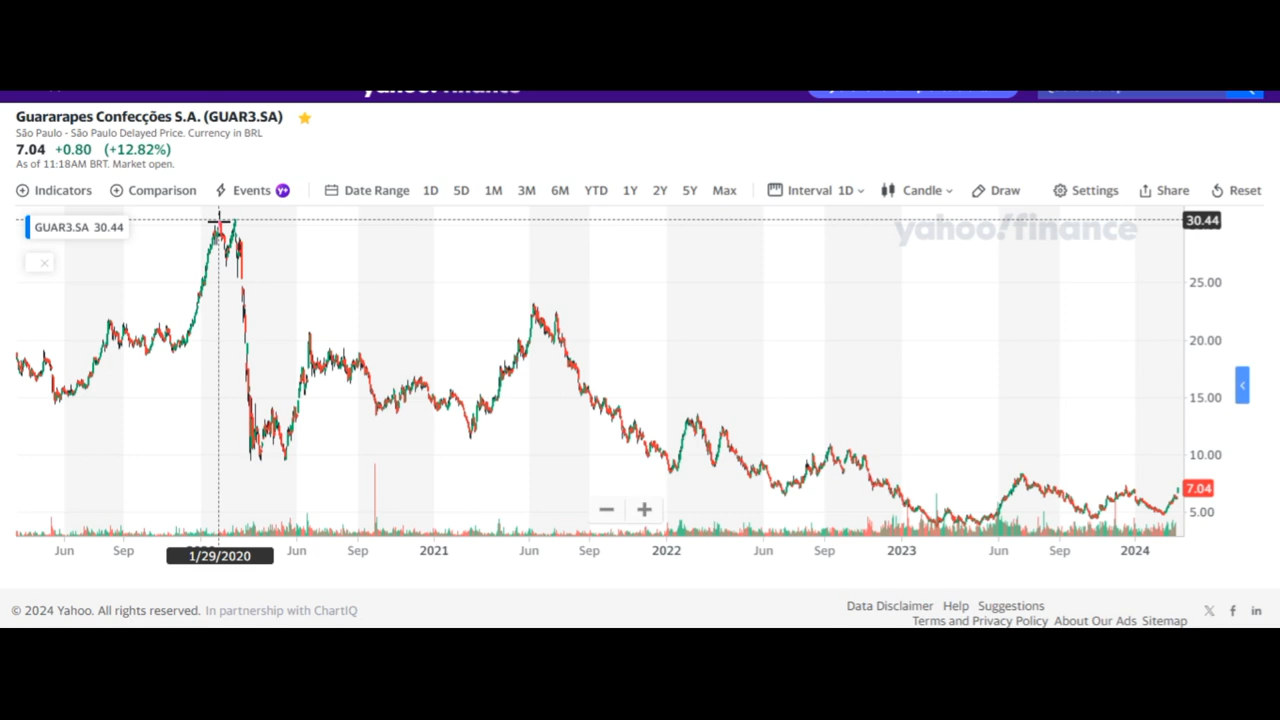 Guararapes Confecções S.A. (GUAR3.SA)
São Paulo - São Paulo Delayed Price. Currency in BRL
7.04 +0.80 (+12.82%)
As of 11:18AM BRT. Market open.
Indicators Comparison Events Y+ Date Range 1D 5D 1M 3M 6M YTD 1Y 2Y 5Y Max Interval 1D Candle Draw Settings Share Reset
GUAR3.SA 30.44
yahoo!finance
30.44
25.00
20.00
15.00
10.00
7.04
5.00
Jun Sep Jun Sep 2021 Jun Sep 2022 Jun Sep 2023 Jun Sep 2024
1/29/2020
© 2024 Yahoo. All rights reserved. In partnership with ChartIQ
Data Disclaimer Help Suggestions
Terms and Privacy Policy About Our Ads Sitemap